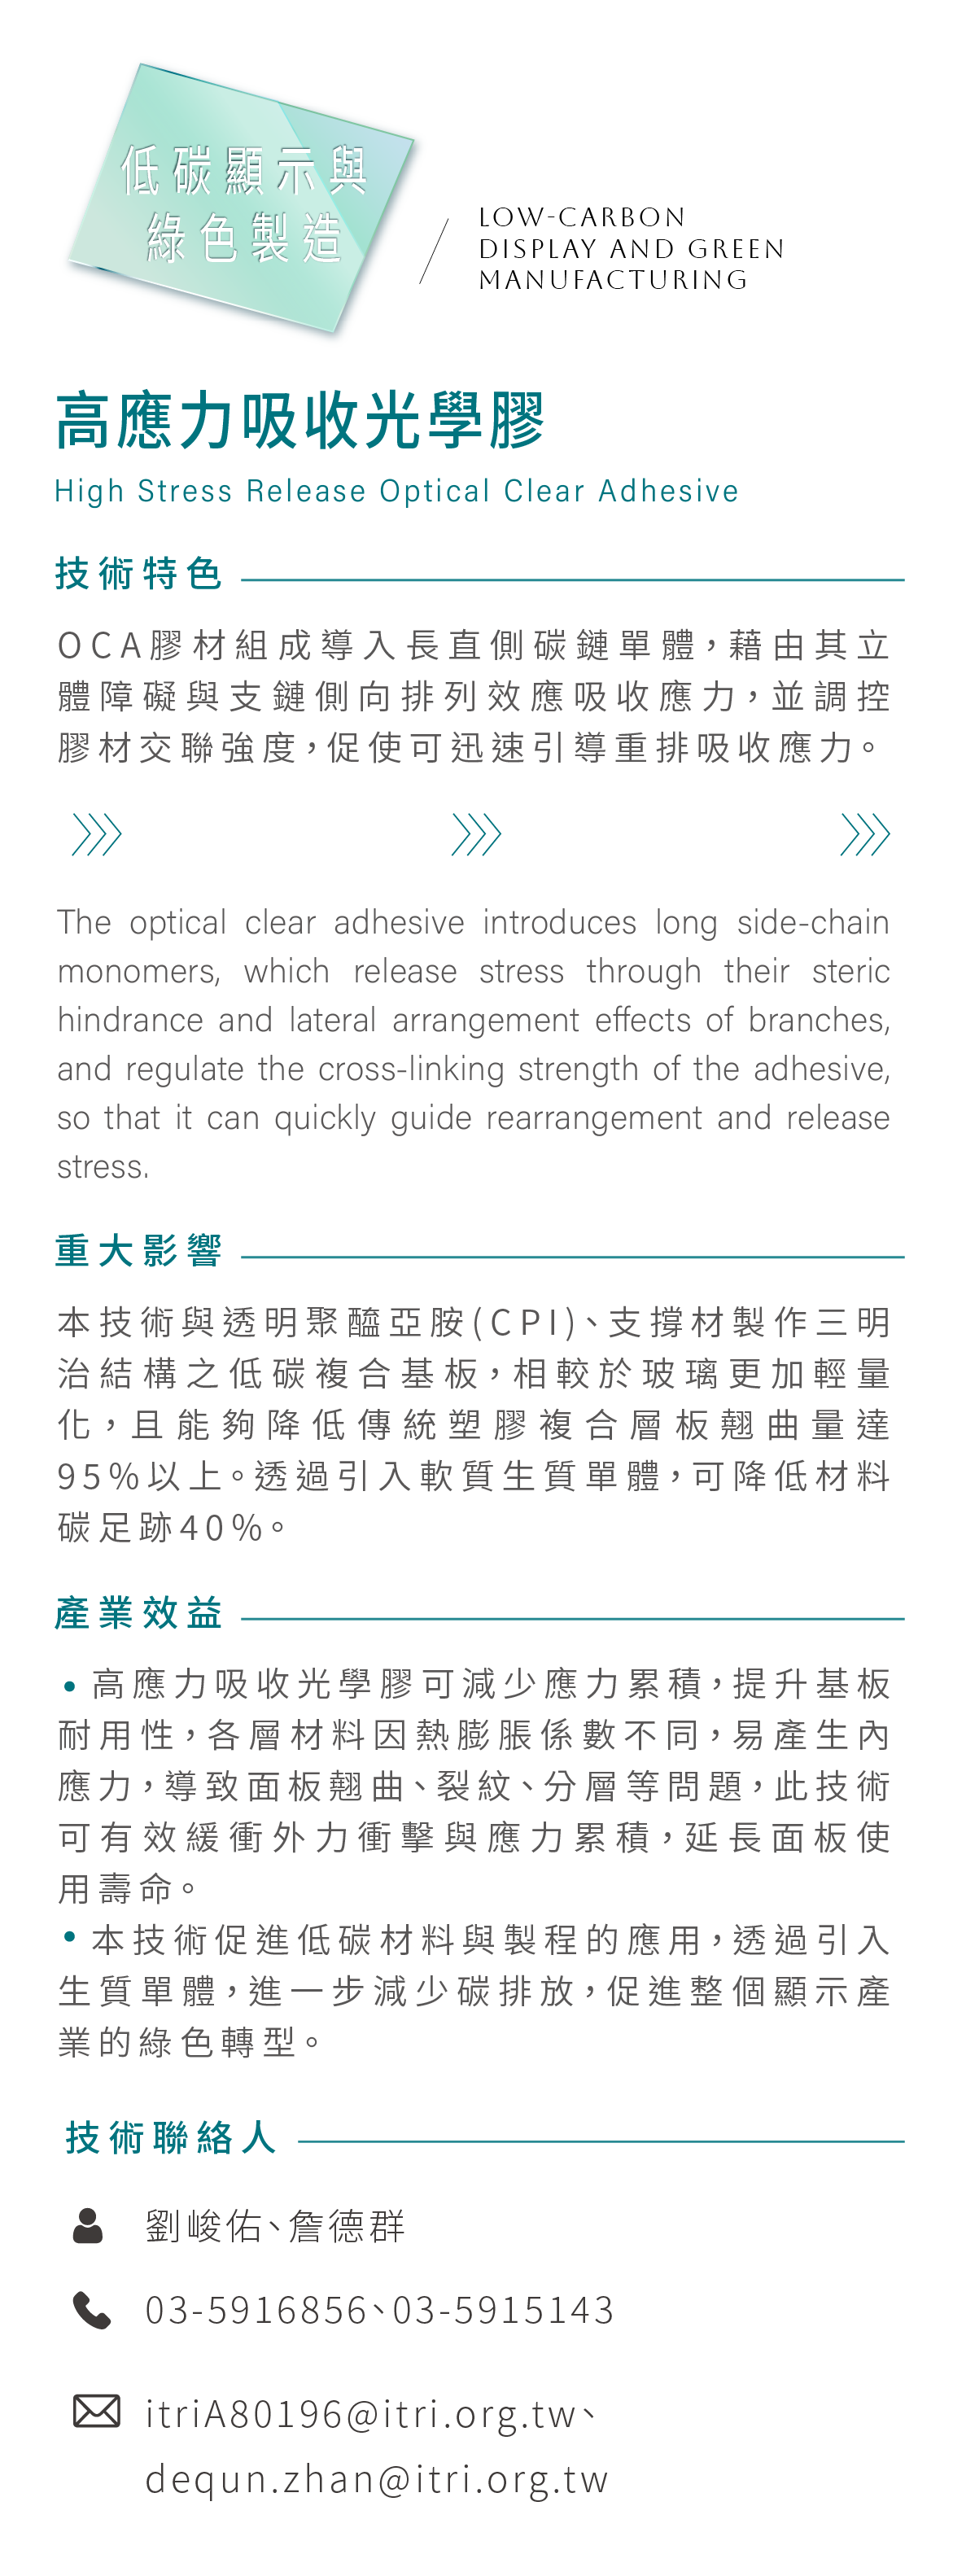 低碳顯示與
綠色製造
LOW-CARBON
DISPLAY AND GREEN
MANUFACTURING
高應力吸收光學膠
High Stress Release Optical Clear Adhesive
技術特色
OCA膠材組成導入長直側碳鏈單體，藉由其立
體障礙與支鏈側向排列效應吸收應力，並調控
膠材交聯強度，促使可迅速引導重排吸收應力。
The optical clear adhesive introduces long side-chain
monomers, which release stress through their steric
hindrance and lateral arrangement effects of branches,
and regulate the cross-linking strength of the adhesive,
so that it can quickly guide rearrangement and release
stress.
重大影響
本技術與透明聚醯亞胺(CPI)、支撐材製作三明
治結構之低碳複合基板，相較於玻璃更加輕量
化，且能夠降低傳統塑膠複合層板翹曲量達
95%以上。透過引入軟質生質單體，可降低材料
碳足跡40%。
產業效益
• 高應力吸收光學膠可減少應力累積，提升基板
耐用性，各層材料因熱膨脹係數不同，易產生內
應力，導致面板翹曲、裂紋、分層等問題，此技術
可有效緩衝外力衝擊與應力累積，延長面板使
用壽命。
• 本技術促進低碳材料與製程的應用，透過引入
生質單體，進一步減少碳排放，促進整個顯示產
業的綠色轉型。
技術聯絡人
劉峻佑、詹德群
03-5916856、03-5915143
itriA80196@itri.org.tw、
dequn.zhan@itri.org.tw